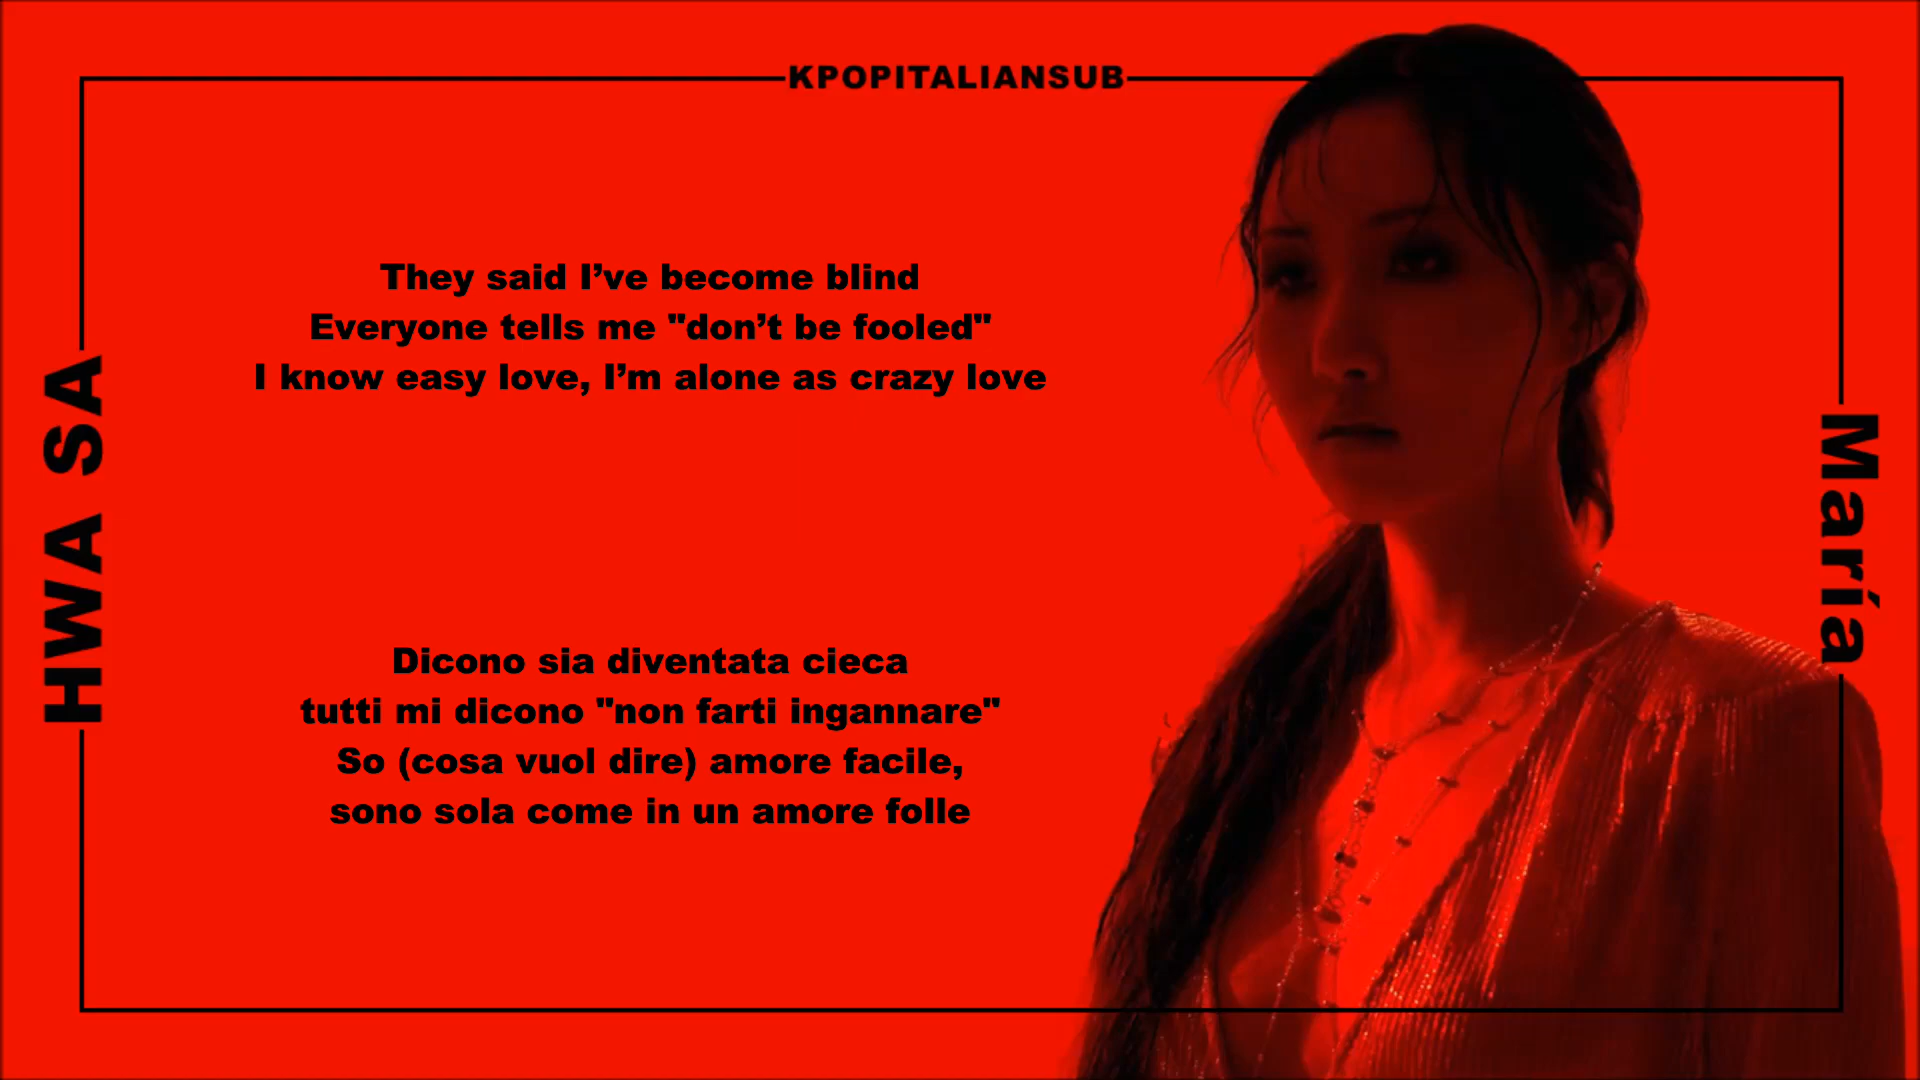 KPOPITALIANSUB
HWA SA
They said I’ve become blind
Everyone tells me "don’t be fooled"
I know easy love, I’m alone as crazy love
Dicono sia diventata cieca
tutti mi dicono "non farti ingannare"
So (cosa vuol dire) amore facile,
sono sola come in un amore folle
María